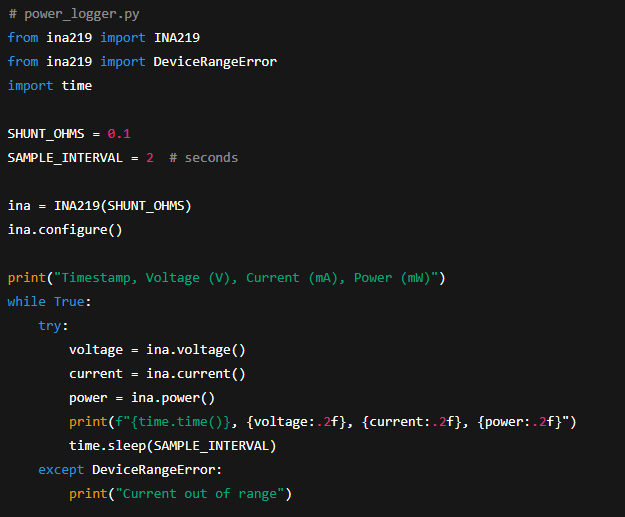 # power_logger.py
from ina219 import INA219
from ina219 import DeviceRangeError
import time

SHUNT_OHMS = 0.1
SAMPLE_INTERVAL = 2  # seconds

ina = INA219(SHUNT_OHMS)
ina.configure()

print("Timestamp, Voltage (V), Current (mA), Power (mW)")
while True:
    try:
        voltage = ina.voltage()
        current = ina.current()
        power = ina.power()
        print(f"{time.time()}, {voltage:.2f}, {current:.2f}, {power:.2f}")
        time.sleep(SAMPLE_INTERVAL)
    except DeviceRangeError:
        print("Current out of range")